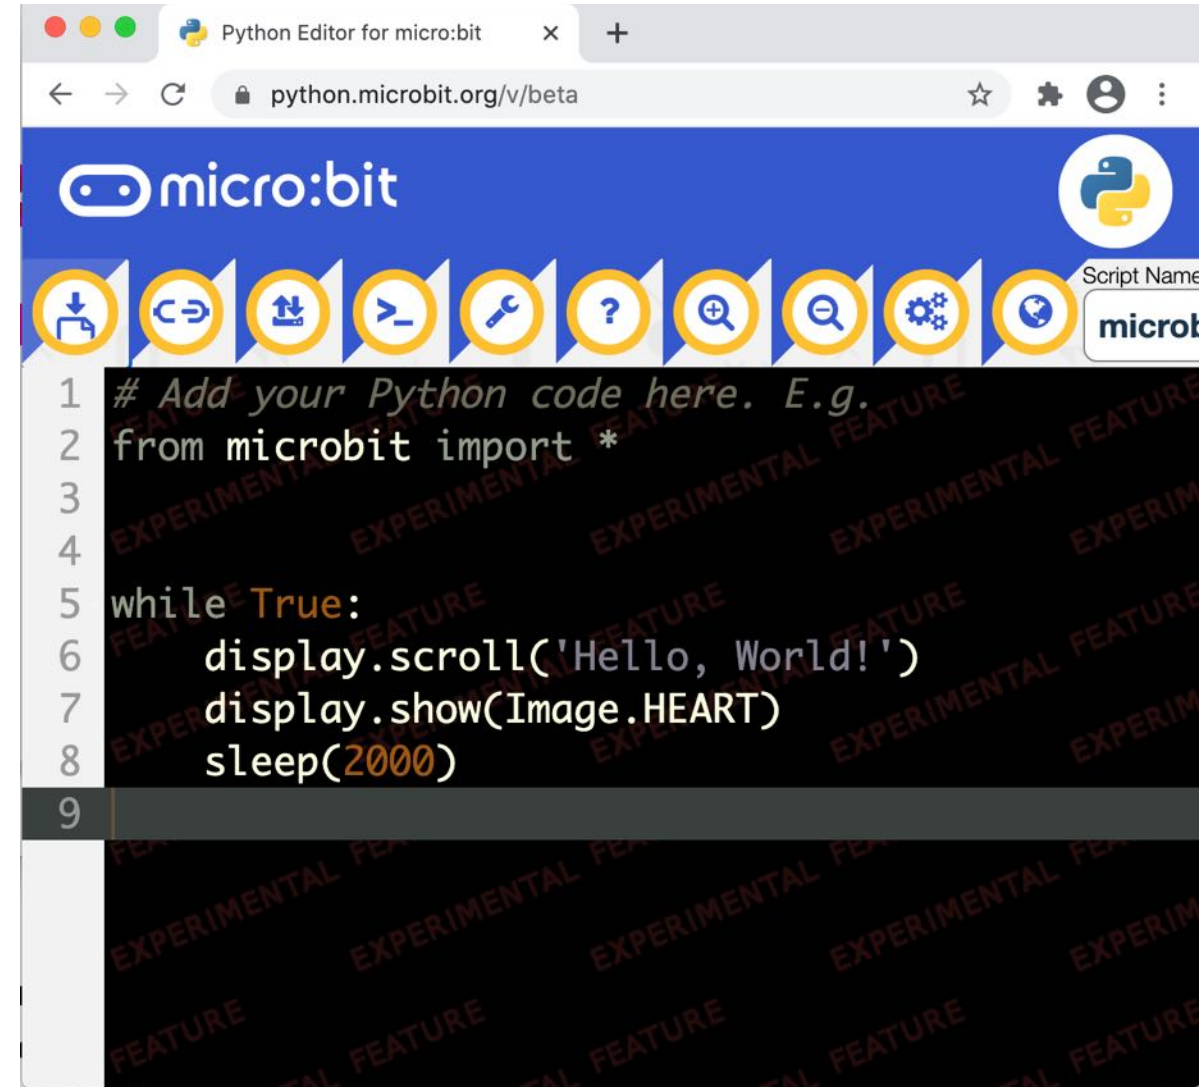 Python Editor for micro:bit
python.microbit.org/v/beta
micro:bit
Script Name
microb
1 # Add your Python code here. E.g.
2 from microbit import *
3
4
5 while True:
6     display.scroll('Hello, World!')
7     display.show(Image.HEART)
8     sleep(2000)
9
EXPERIMENTAL FEATURE